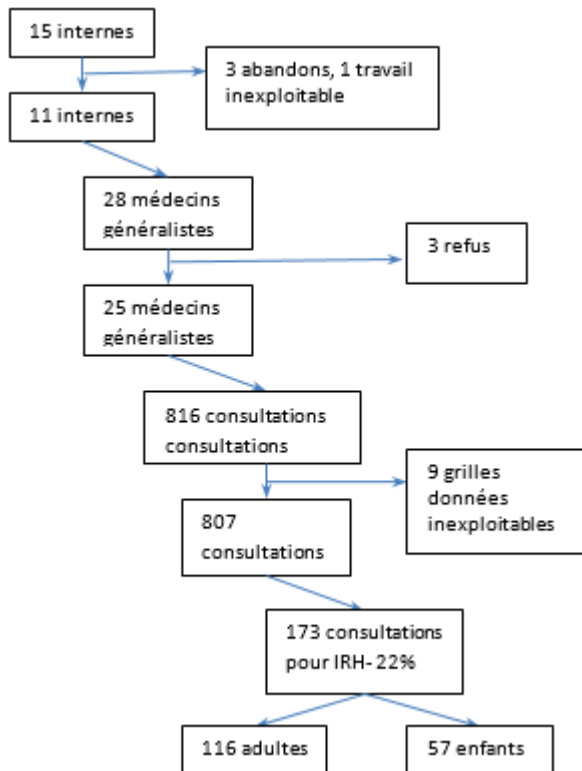 15 internes
3 abandons, 1 travail
inexploitable
11 internes
28 médecins
généralistes
3 refus
25 médecins
généralistes
816 consultations
consultations
9 grilles
données
inexploitables
807
consultations
173 consultations
pour IRH- 22%
116 adultes
57 enfants